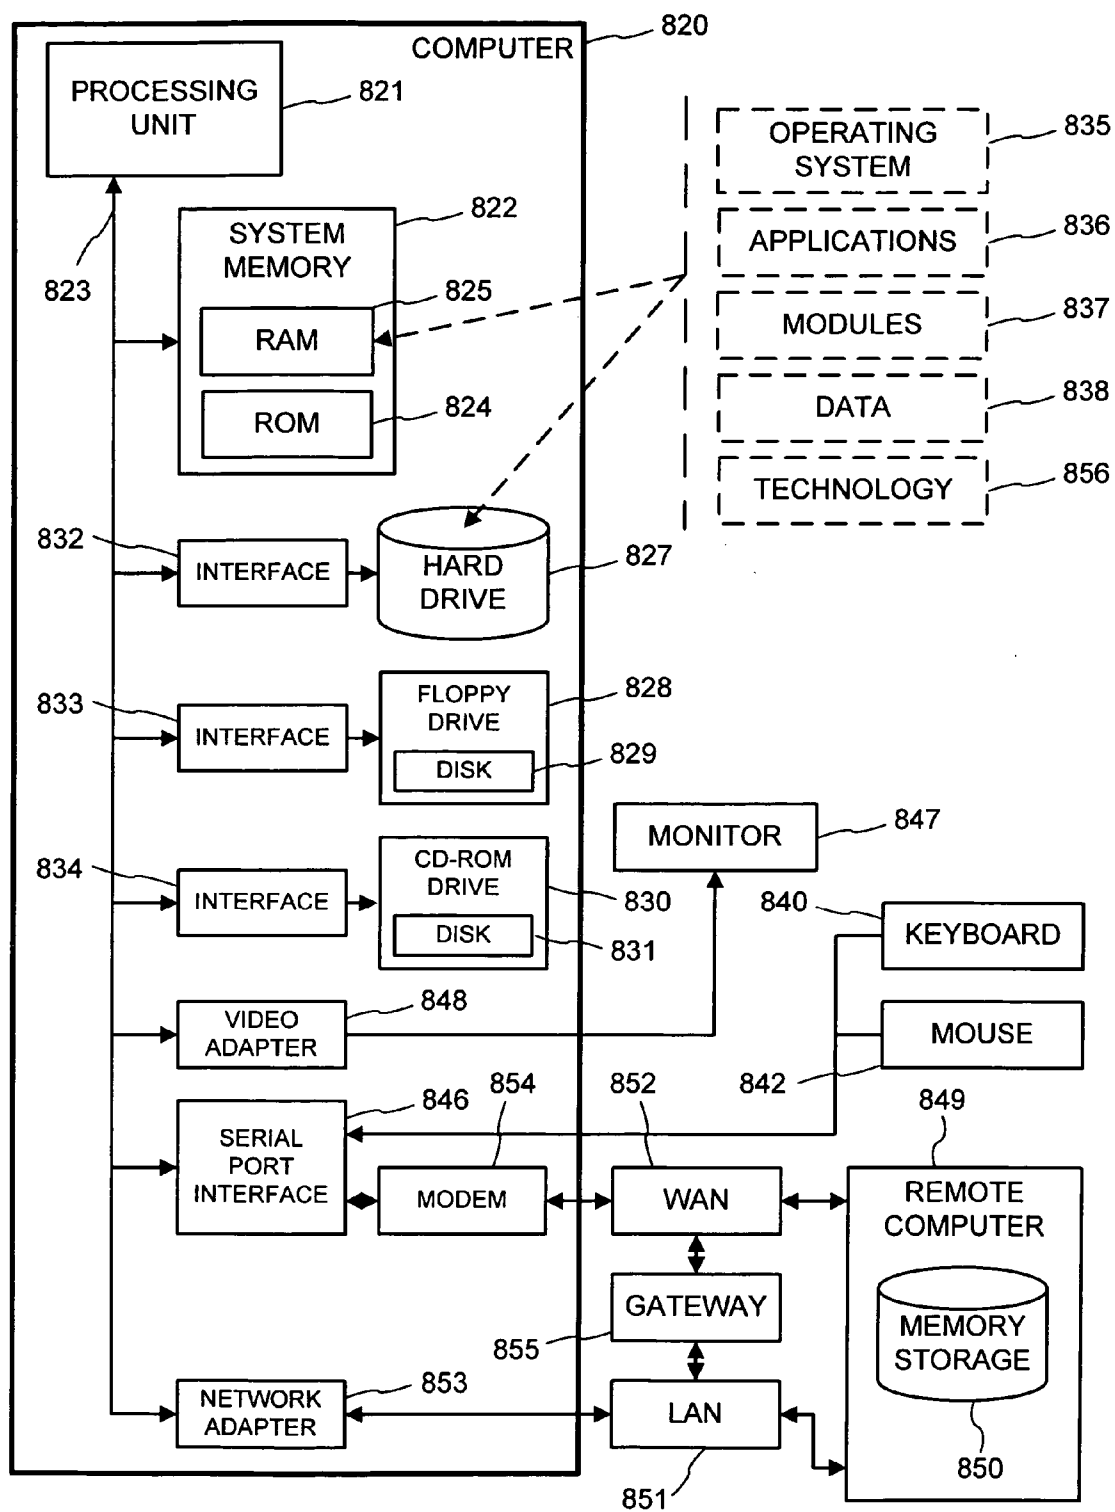 COMPUTER
820
PROCESSING
UNIT
821
823
SYSTEM
MEMORY
822
RAM
825
ROM
824
OPERATING
SYSTEM
835
APPLICATIONS
836
MODULES
837
DATA
838
TECHNOLOGY
856
832
INTERFACE
HARD
DRIVE
827
833
INTERFACE
FLOPPY
DRIVE
828
DISK
829
834
INTERFACE
CD-ROM
DRIVE
830
DISK
831
MONITOR
847
840
KEYBOARD
VIDEO
ADAPTER
848
MOUSE
842
SERIAL
PORT
INTERFACE
846
854
MODEM
852
WAN
849
REMOTE
COMPUTER
GATEWAY
855
MEMORY
STORAGE
850
NETWORK
ADAPTER
853
LAN
851